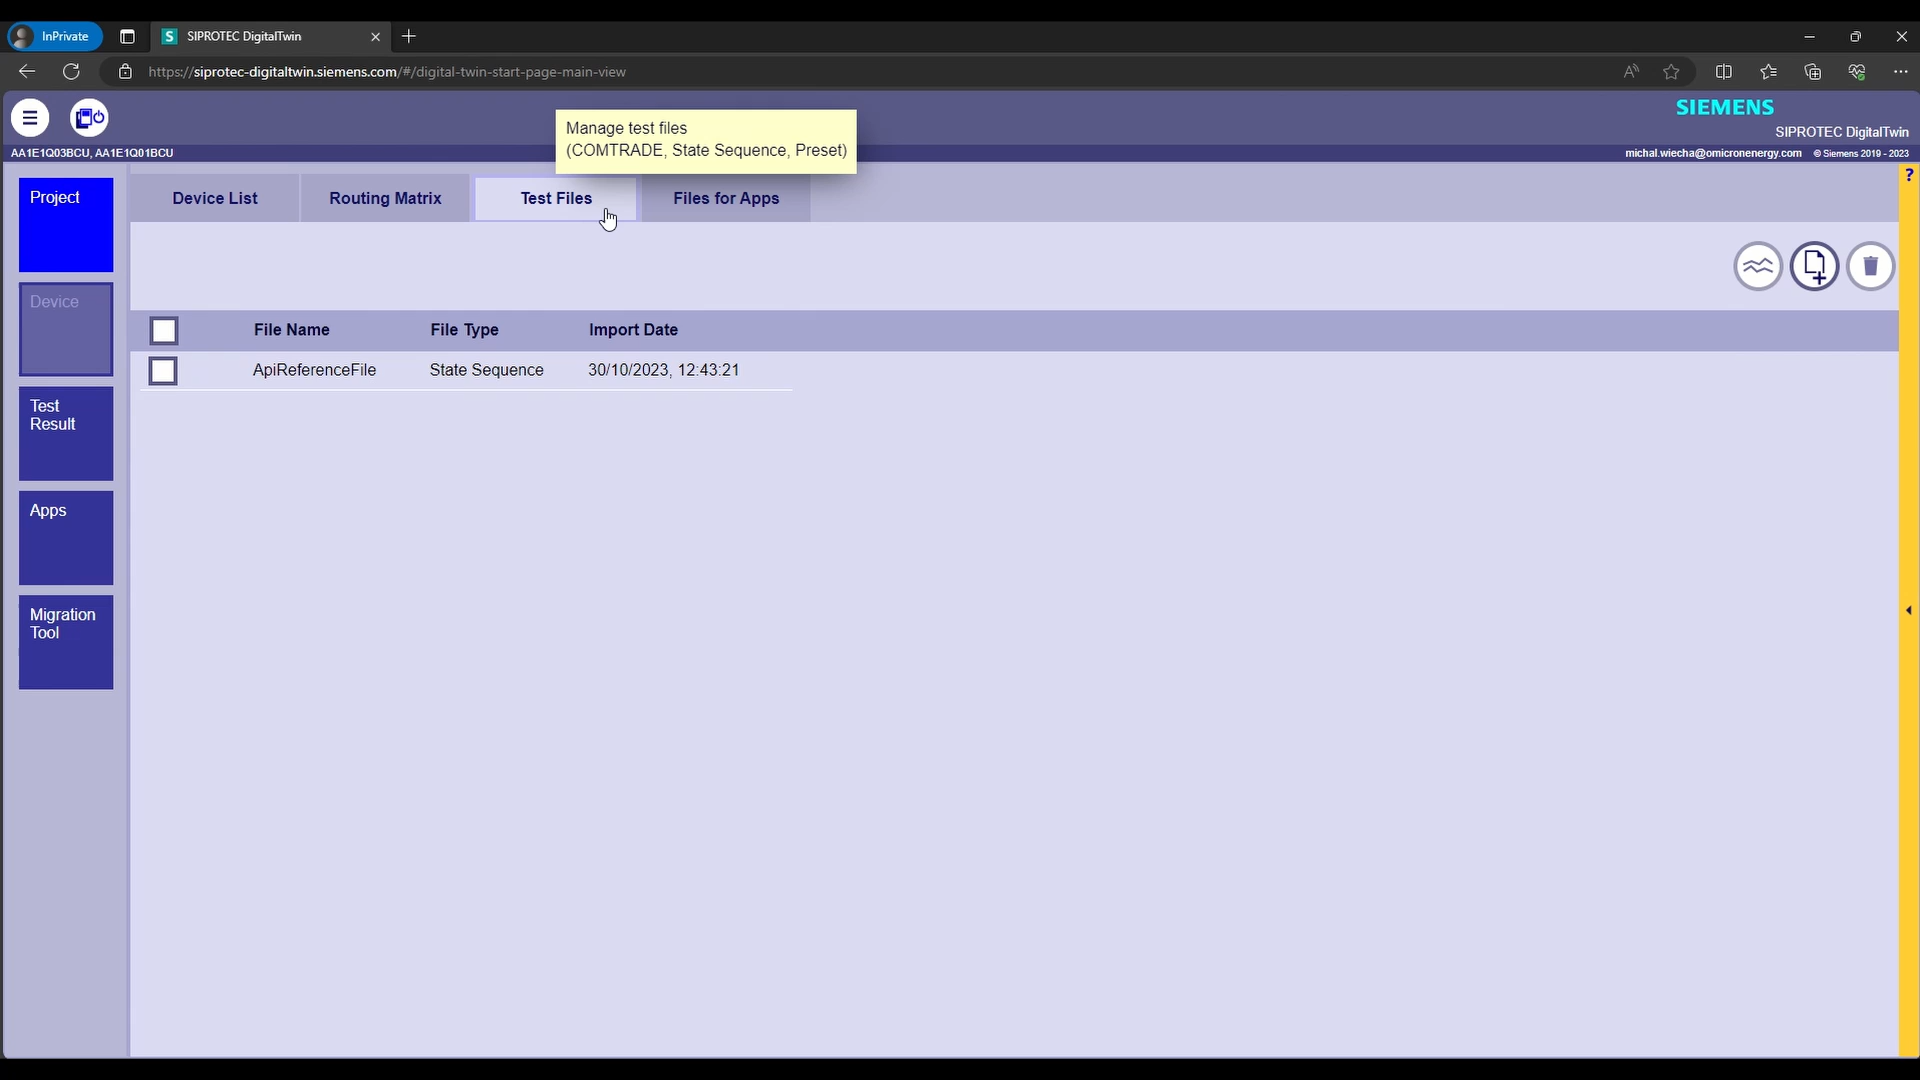 InPrivate
SIPROTEC DigitalTwin
https://siprotec-digitaltwin.siemens.com/#/digital-twin-start-page-main-view
SIEMENS
SIPROTEC DigitalTwin
AA1E1Q03BCU, AA1E1Q01BCU
michal.wiecha@omicronenergy.com © Siemens 2019 - 2023
Manage test files
(COMTRADE, State Sequence, Preset)
Project
Device
Test
Result
Apps
Migration
Tool
Device List Routing Matrix Test Files Files for Apps
?
File Name File Type Import Date
ApiReferenceFile State Sequence 30/10/2023, 12:43:21